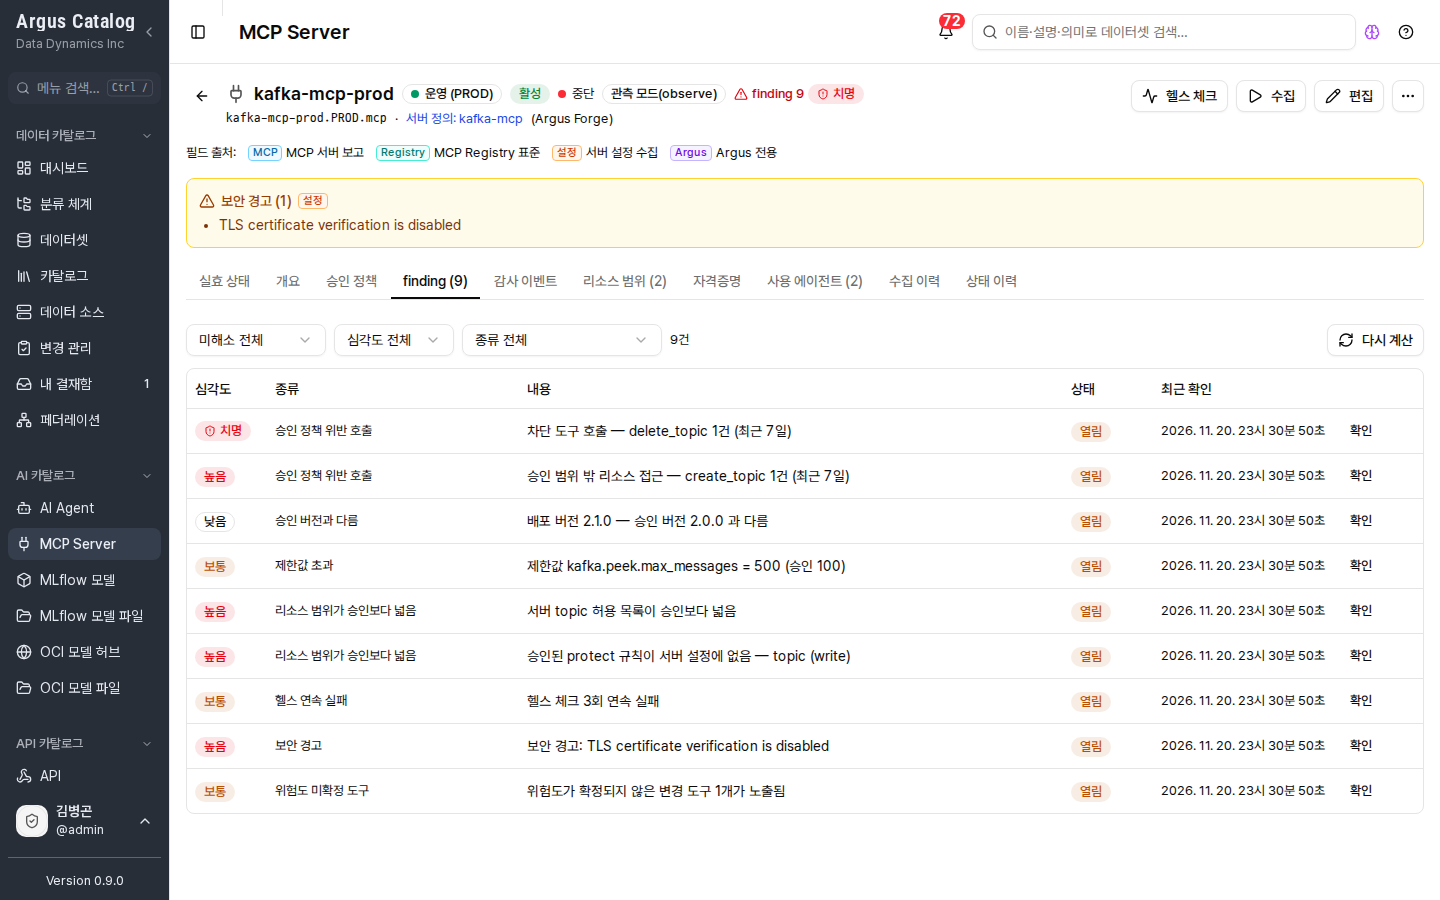 Argus Catalog
Data Dynamics Inc
메뉴 검색... Ctrl /
데이터 카탈로그
대시보드
분류 체계
데이터셋
카탈로그
데이터 소스
변경 관리
내 결재함 1
페더레이션
AI 카탈로그
AI Agent
MCP Server
MLflow 모델
MLflow 모델 파일
OCI 모델 허브
OCI 모델 파일
API 카탈로그
API
김병곤
@admin
Version 0.9.0
MCP Server
72
이름·설명·의미로 데이터셋 검색...
kafka-mcp-prod 운영 (PROD) 활성 중단 관측 모드(observe) finding 9 치명
헬스 체크 수집 편집
kafka-mcp-prod.PROD.mcp · 서버 정의: kafka-mcp (Argus Forge)
필드 출처: MCP MCP 서버 보고 Registry MCP Registry 표준 설정 서버 설정 수집 Argus Argus 전용
보안 경고 (1) 설정
• TLS certificate verification is disabled
실효 상태 개요 승인 정책 finding (9) 감사 이벤트 리소스 범위 (2) 자격증명 사용 에이전트 (2) 수집 이력 상태 이력
미해소 전체 심각도 전체 종류 전체 9건 다시 계산
심각도 종류 내용 상태 최근 확인
치명 승인 정책 위반 호출 차단 도구 호출 — delete_topic 1건 (최근 7일) 열림 2026. 11. 20. 23시 30분 50초 확인
높음 승인 정책 위반 호출 승인 범위 밖 리소스 접근 — create_topic 1건 (최근 7일) 열림 2026. 11. 20. 23시 30분 50초 확인
낮음 승인 버전과 다름 배포 버전 2.1.0 — 승인 버전 2.0.0 과 다름 열림 2026. 11. 20. 23시 30분 50초 확인
보통 제한값 초과 제한값 kafka.peek.max_messages = 500 (승인 100) 열림 2026. 11. 20. 23시 30분 50초 확인
높음 리소스 범위가 승인보다 넓음 서버 topic 허용 목록이 승인보다 넓음 열림 2026. 11. 20. 23시 30분 50초 확인
높음 리소스 범위가 승인보다 넓음 승인된 protect 규칙이 서버 설정에 없음 — topic (write) 열림 2026. 11. 20. 23시 30분 50초 확인
보통 헬스 연속 실패 헬스 체크 3회 연속 실패 열림 2026. 11. 20. 23시 30분 50초 확인
높음 보안 경고 보안 경고: TLS certificate verification is disabled 열림 2026. 11. 20. 23시 30분 50초 확인
보통 위험도 미확정 도구 위험도가 확정되지 않은 변경 도구 1개가 노출됨 열림 2026. 11. 20. 23시 30분 50초 확인